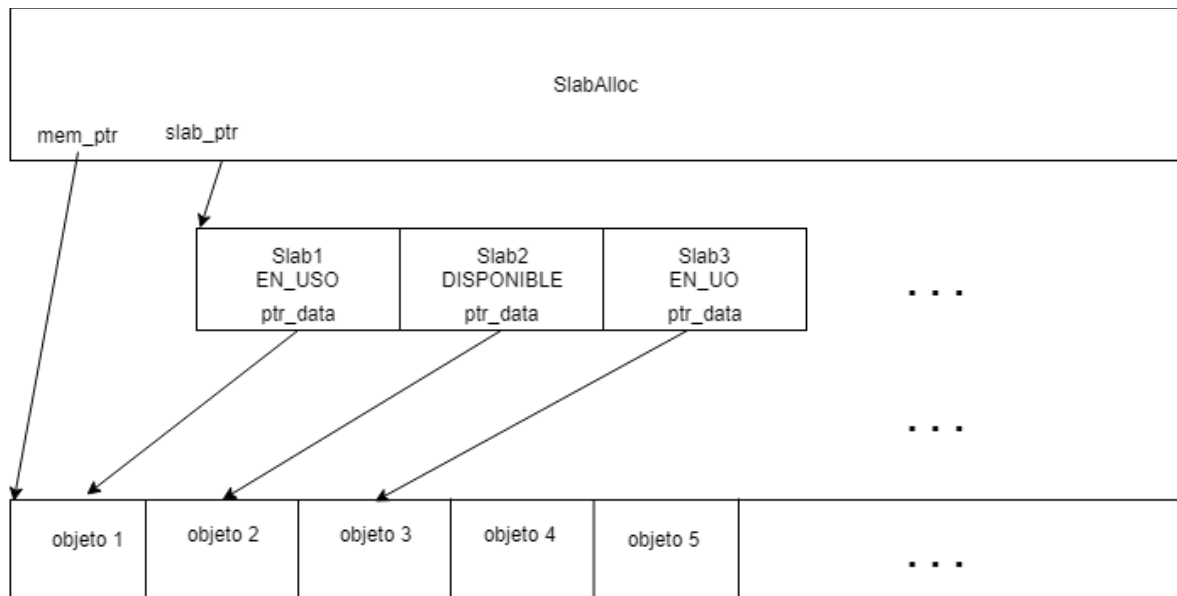 SlabAlloc
mem_ptr slab_ptr
Slab1 Slab2 Slab3
EN_USO DISPONIBLE EN_UO
ptr_data ptr_data ptr_data
. . .
. . .
objeto 1 objeto 2 objeto 3 objeto 4 objeto 5
. . .